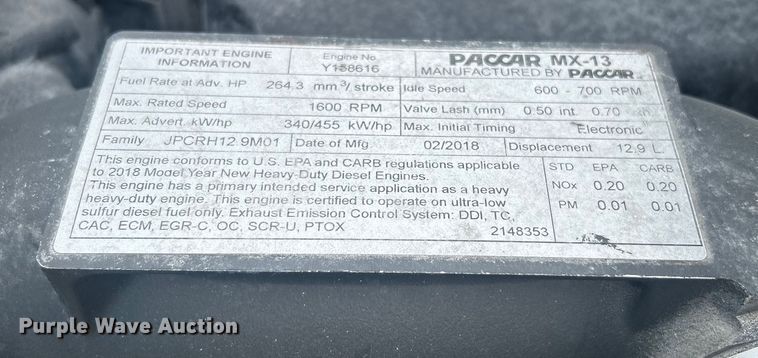 IMPORTANT ENGINE INFORMATION
Engine No. Y138616
PACCAR MX-13
MANUFACTURED BY PACCAR
Fuel Rate at Adv. HP 264.3 mm³/stroke Idle Speed 600 - 700 RPM
Max. Rated Speed 1600 RPM Valve Lash (mm) 0.50 int. 0.70
Max. Advert. kW/hp 340/455 kW/hp Max. Initial Timing Electronic
Family JPCRH12.9M01 Date of Mfg. 02/2018 Displacement 12.9 L.
This engine conforms to U.S. EPA and CARB regulations applicable
to 2018 Model Year New Heavy-Duty Diesel Engines.
This engine has a primary intended service application as a heavy
heavy-duty engine. This engine is certified to operate on ultra-low
sulfur diesel fuel only. Exhaust Emission Control System: DDI, TC,
CAC, ECM, EGR-C, OC, SCR-U, PTOX 2148353
STD EPA CARB
NOx 0.20 0.20
PM 0.01 0.01
Purple Wave Auction